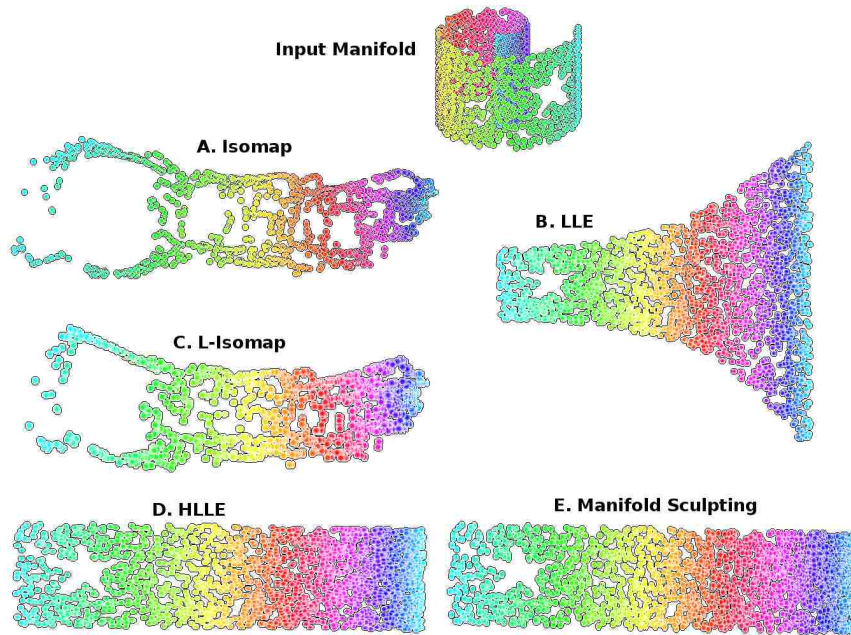 Input Manifold
A. Isomap
B. LLE
C. L-Isomap
D. HLLE
E. Manifold Sculpting